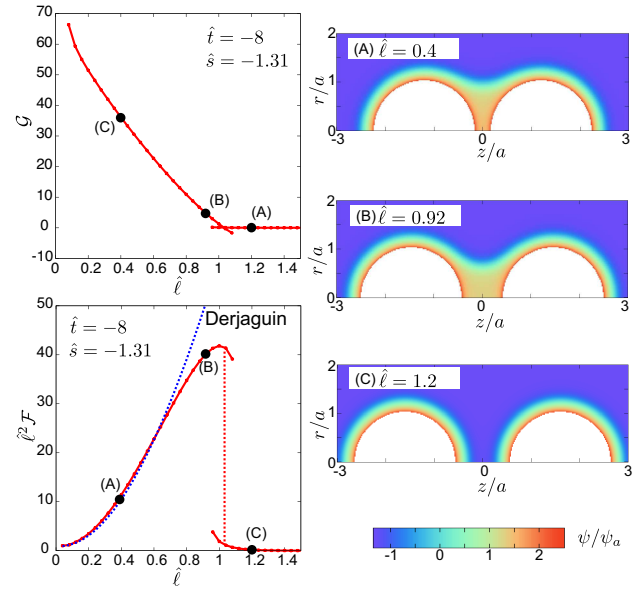 𝒢
70
60
50
40
30
20
10
0
-10
t̂ = −8
ŝ = −1.31
(C)
(B)
(A)
0 0.2 0.4 0.6 0.8 1 1.2 1.4
ℓ̂
ℓ̂²ℱ
50
40
30
20
10
0
t̂ = −8
ŝ = −1.31
Derjaguin
(B)
(A)
(C)
0 0.2 0.4 0.6 0.8 1 1.2 1.4
ℓ̂
(A) ℓ̂ = 0.4
r/a
2
1
0
-3 0 3
z/a
(B) ℓ̂ = 0.92
r/a
2
1
0
-3 0 3
z/a
(C) ℓ̂ = 1.2
r/a
2
1
0
-3 0 3
z/a
ψ/ψₐ
-1 0 1 2